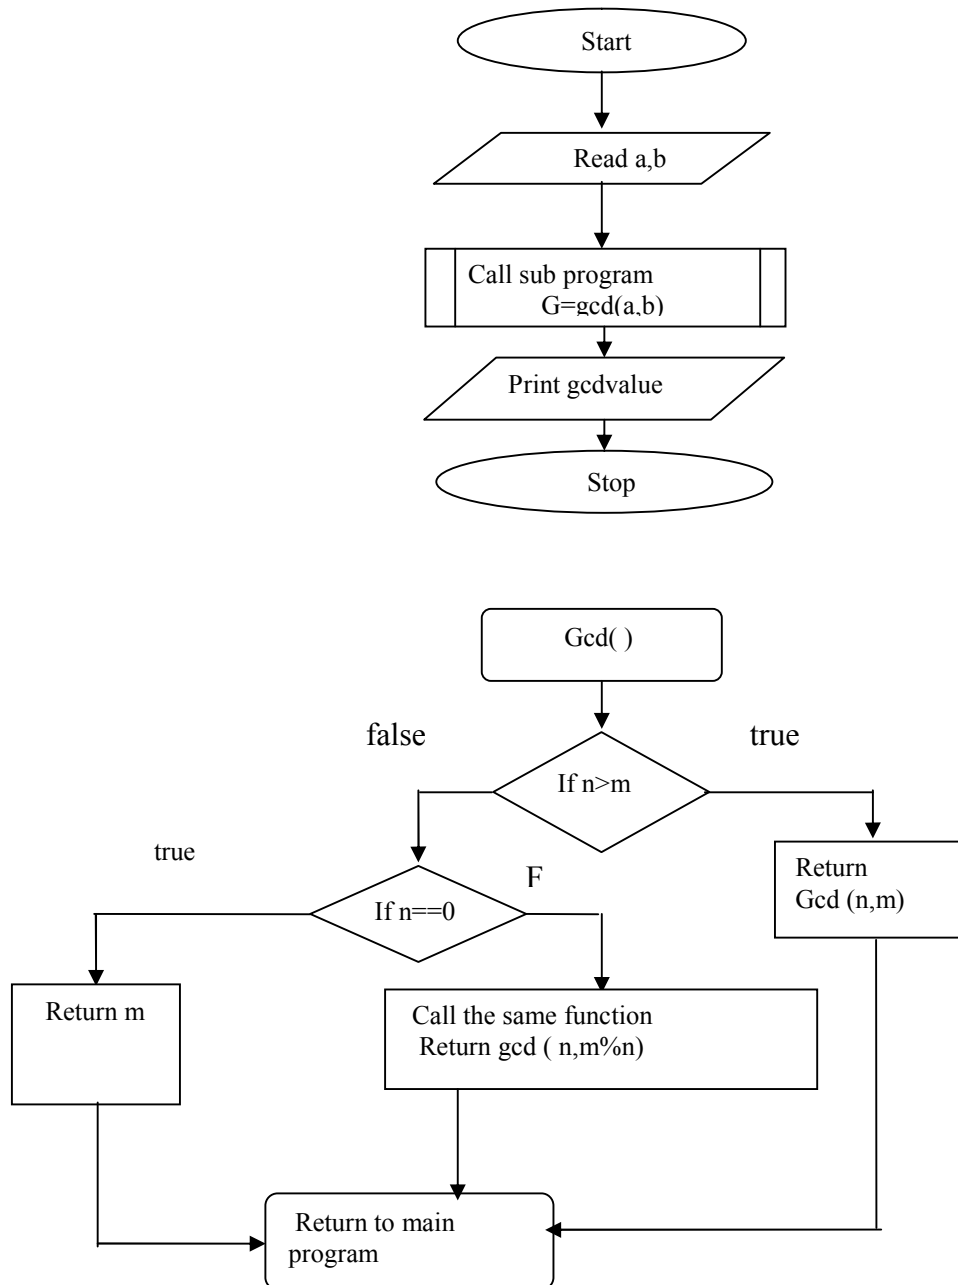 Start
Read a,b
Call sub program
G=gcd(a,b)
Print gcdvalue
Stop
Gcd( )
false
true
If n>m
true
F
If n==0
Return
Gcd (n,m)
Return m
Call the same function
Return gcd ( n,m%n)
Return to main
program